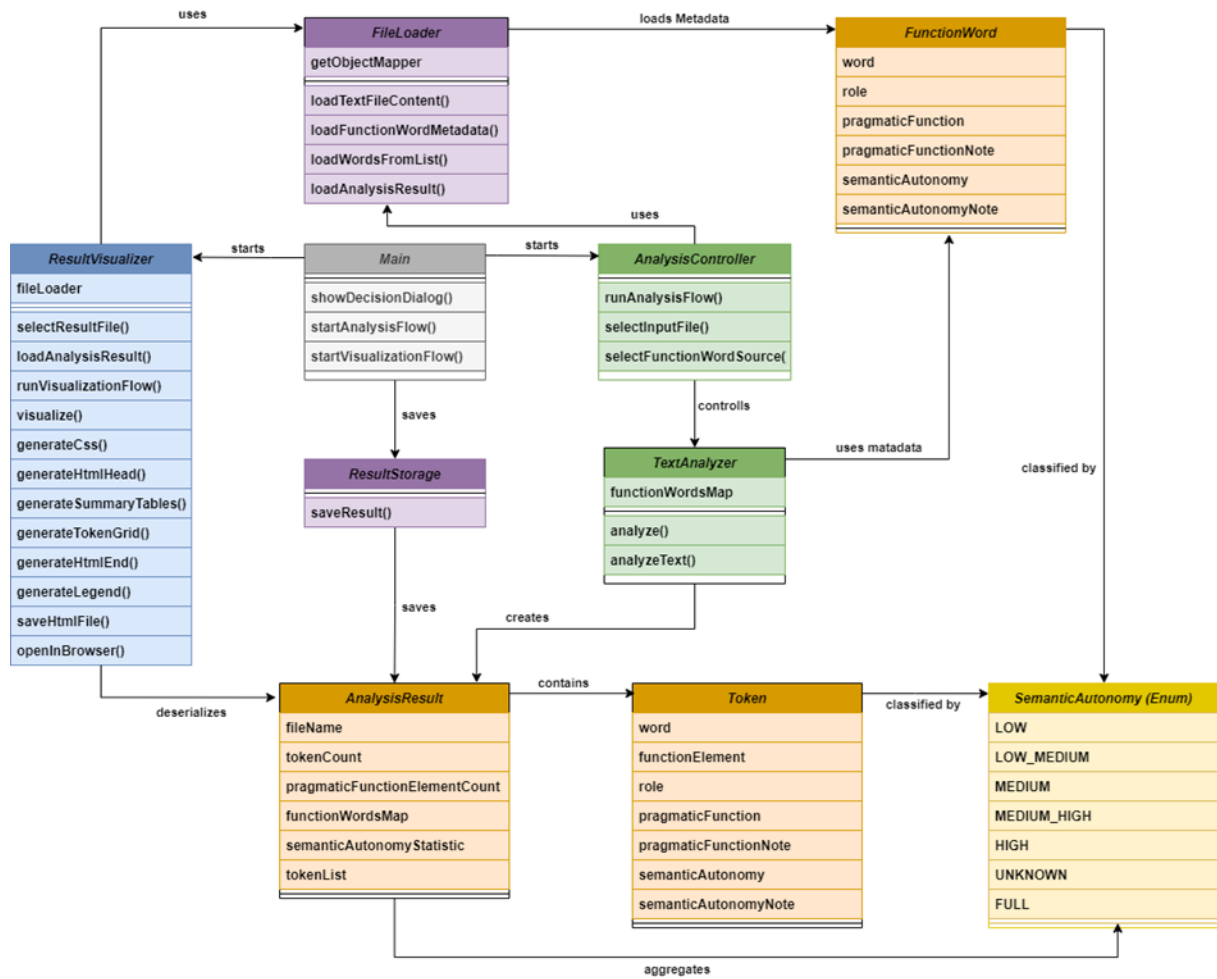 uses
loads Metadata
FileLoader
getObjectMapper
loadTextFileContent()
loadFunctionWordMetadata()
loadWordsFromList()
loadAnalysisResult()
FunctionWord
word
role
pragmaticFunction
pragmaticFunctionNote
semanticAutonomy
semanticAutonomyNote
uses
starts
starts
ResultVisualizer
fileLoader
selectResultFile()
loadAnalysisResult()
runVisualizationFlow()
visualize()
generateCss()
generateHtmlHead()
generateSummaryTables()
generateTokenGrid()
generateHtmlEnd()
generateLegend()
saveHtmlFile()
openInBrowser()
Main
showDecisionDialog()
startAnalysisFlow()
startVisualizationFlow()
AnalysisController
runAnalysisFlow()
selectInputFile()
selectFunctionWordSource(
saves
controlls
ResultStorage
saveResult()
TextAnalyzer
functionWordsMap
analyze()
analyzeText()
uses matadata
classified by
saves
creates
deserializes
AnalysisResult
fileName
tokenCount
pragmaticFunctionElementCount
functionWordsMap
semanticAutonomyStatistic
tokenList
contains
Token
word
functionElement
role
pragmaticFunction
pragmaticFunctionNote
semanticAutonomy
semanticAutonomyNote
classified by
SemanticAutonomy (Enum)
LOW
LOW_MEDIUM
MEDIUM
MEDIUM_HIGH
HIGH
UNKNOWN
FULL
aggregates